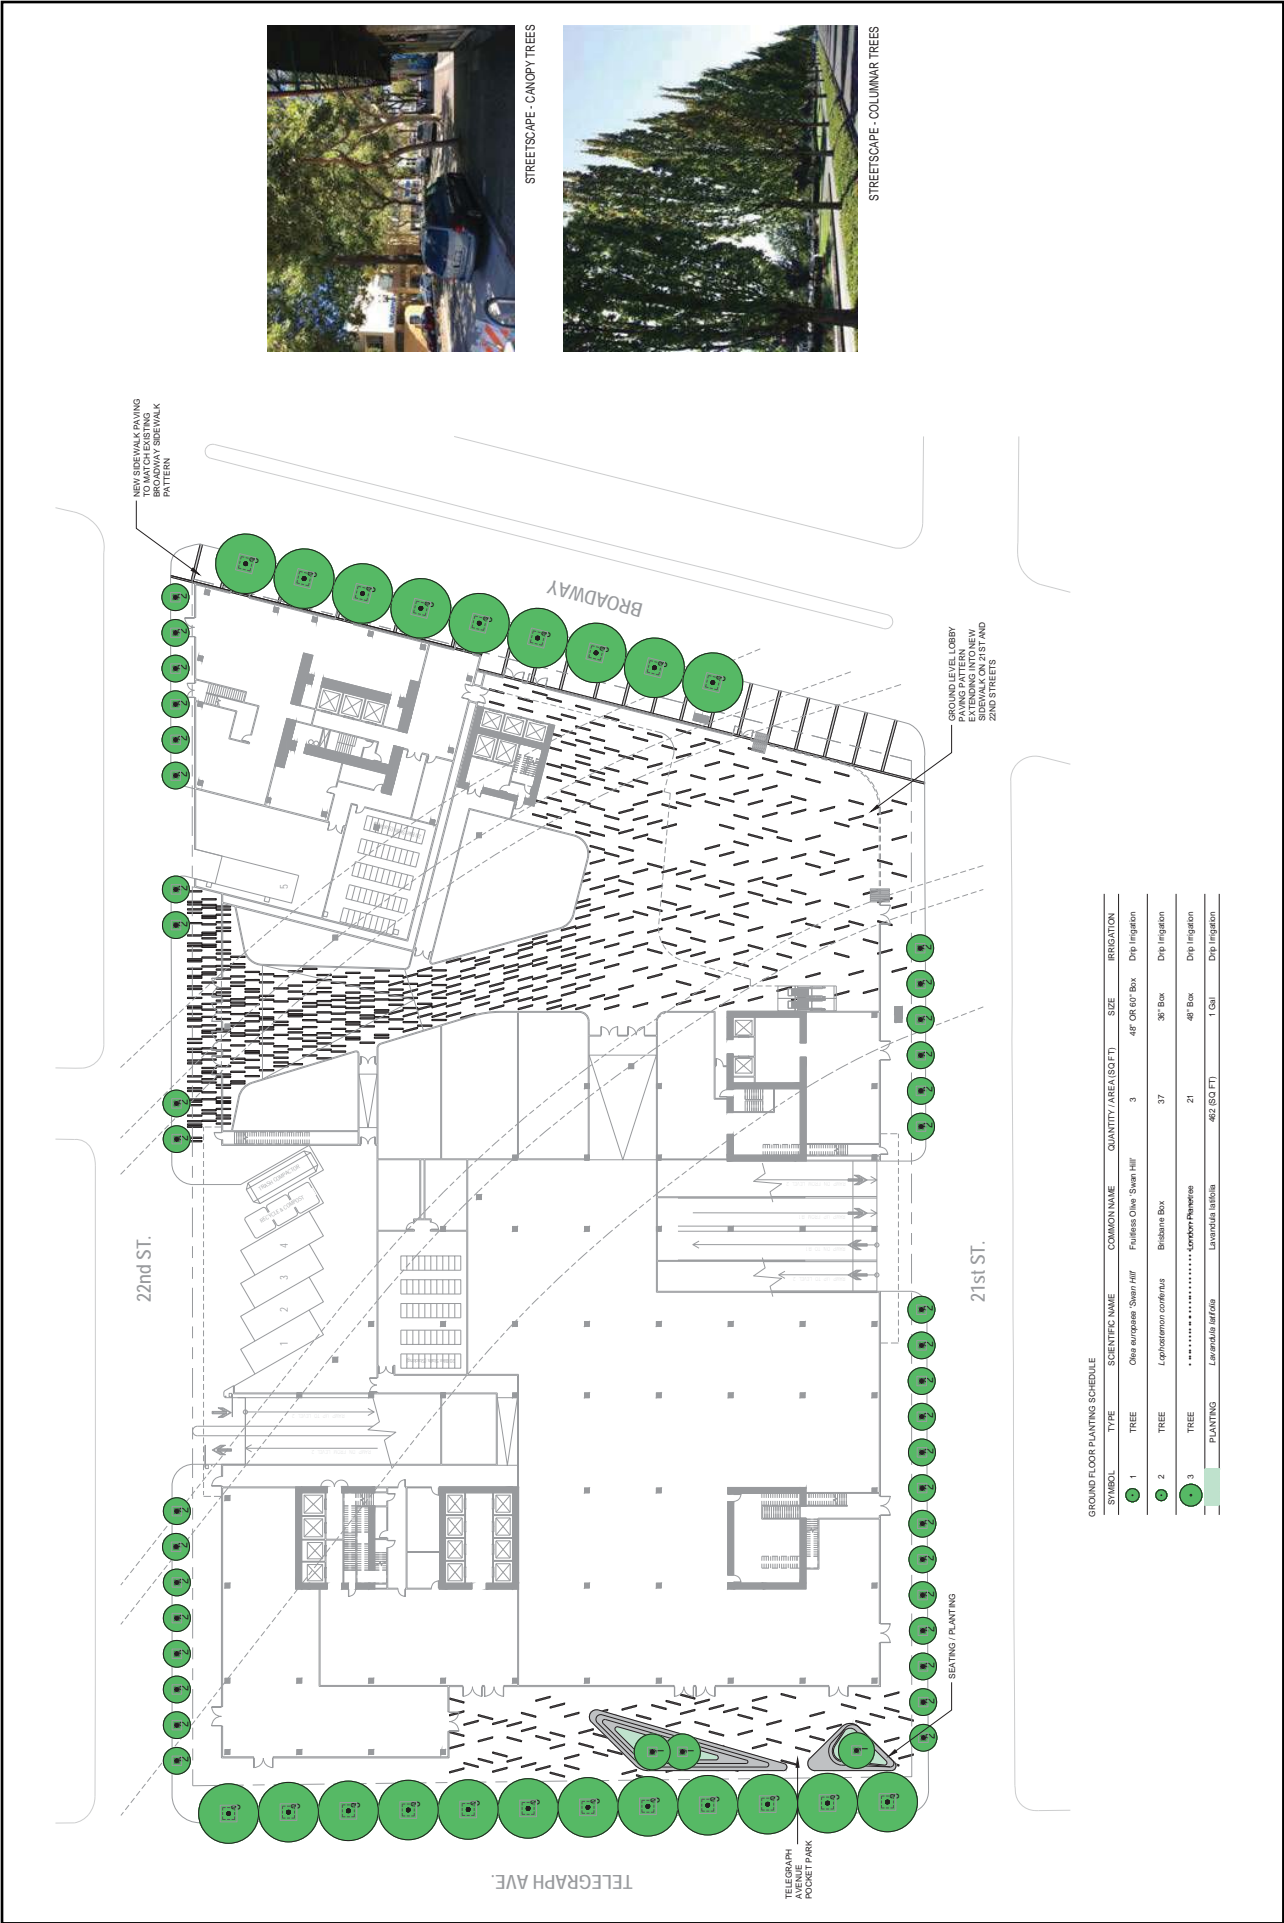 STREETSCAPE - CANOPY TREES
STREETSCAPE - COLUMNAR TREES
NEW SIDEWALK PAVING
TO MATCH EXISTING
BROADWAY SIDEWALK
PATTERN
BROADWAY
GROUND LEVEL LOBBY
PAVING PATTERN
EXTENDING INTO NEW
SIDEWALK ON 21ST AND
22ND STREETS
22nd ST.
21st ST.
TRASH COMPACTOR
RECYCLE & COMPOST
1
2
3
4
5
SEATING / PLANTING
TELEGRAPH
AVENUE
POCKET PARK
TELEGRAPH AVE.
GROUND FLOOR PLANTING SCHEDULE
SYMBOL TYPE SCIENTIFIC NAME COMMON NAME QUANTITY / AREA (SQ FT) SIZE IRRIGATION
1 TREE Olea europaea 'Swan Hill' Fruitless Olive 'Swan Hill' 3 48" OR 60" Box Drip Irrigation
2 TREE Lophostemon confertus Brisbane Box 37 36" Box Drip Irrigation
3 TREE London Planetree 21 48" Box Drip Irrigation
PLANTING Lavandula latifolia Lavandula latifolia 462 (SQ FT) 1 Gal Drip Irrigation